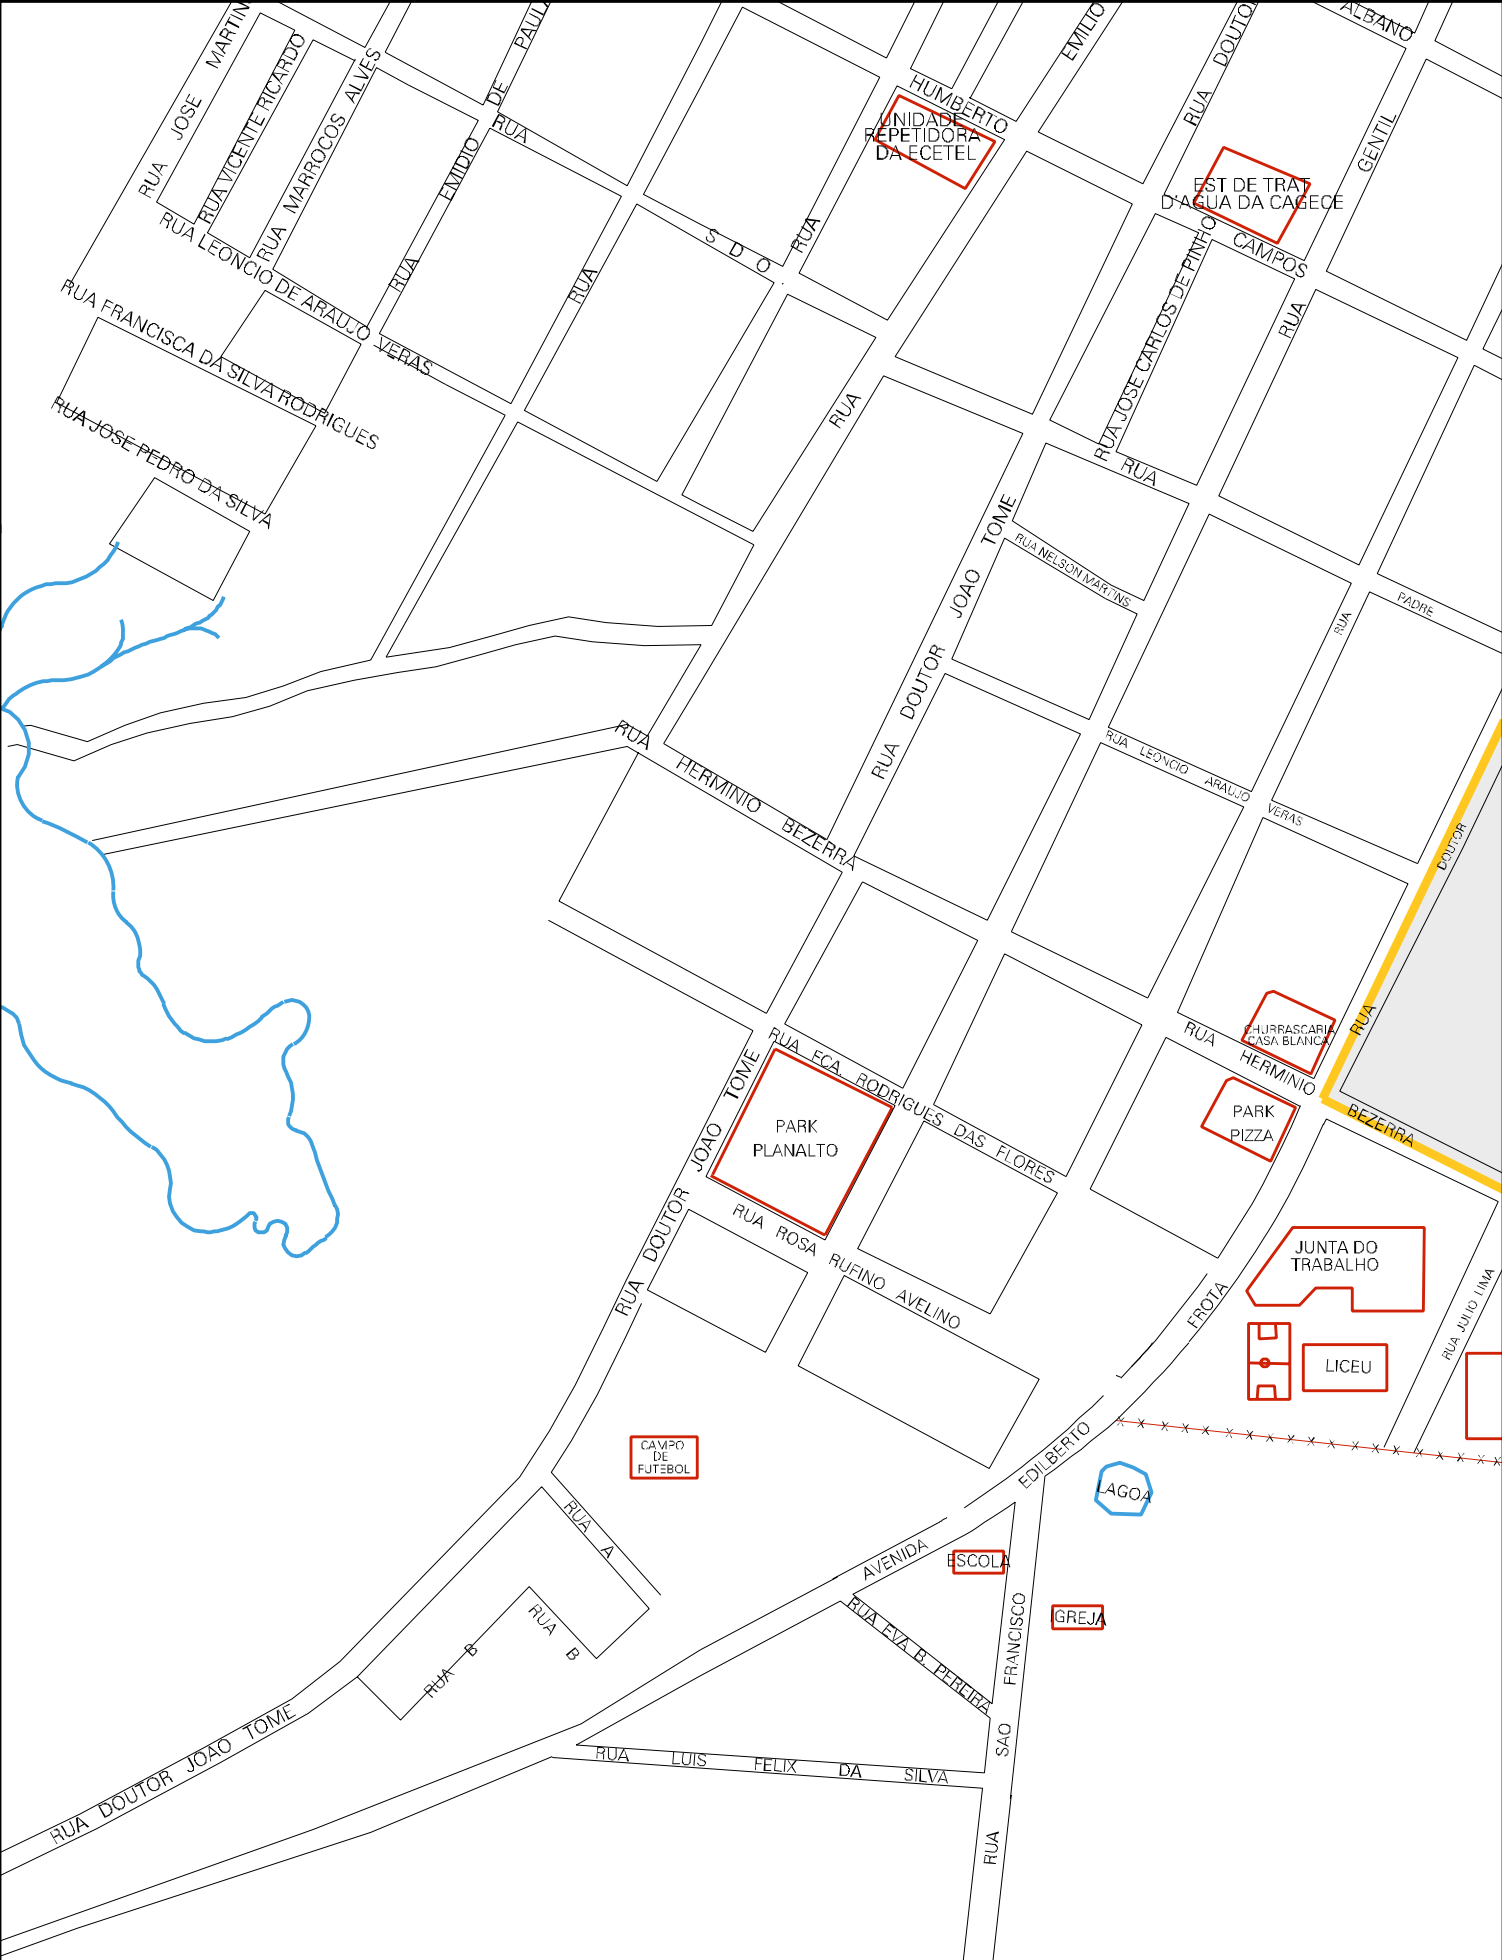 RUA JOSE MARTIN
RUA VICENTE RICARDO
RUA MARROCOS ALVES
RUA EMIDIO DE PAULA
RUA
EMILIO
RUA DOUTOR
ALBANO
HUMBERTO
UNIDADE
REPETIDORA
DA ECETEL
GENTIL
EST DE TRAT
D'AGUA DA CAGECE
CAMPOS
RUA LEONCIO DE ARAUJO VERAS
RUA FRANCISCA DA SILVA RODRIGUES
RUA JOSE PEDRO DA SILVA
S D O
RUA
RUA
RUA
RUA
RUA JOSE CARLOS DE PINHO
RUA
RUA DOUTOR JOAO TOME
RUA NELSON MARTINS
RUA
PADRE
RUA LEONCIO ARAUJO VERAS
RUA HERMINIO BEZERRA
RUA DOUTOR
CHURRASCARIA
CASA BLANCA
RUA HERMINIO BEZERRA
PARK
PIZZA
RUA FCA. RODRIGUES DAS FLORES
PARK
PLANALTO
RUA DOUTOR JOAO TOME
RUA ROSA RUFINO AVELINO
JUNTA DO
TRABALHO
RUA JULIO LIMA
LICEU
CAMPO
DE
FUTEBOL
AVENIDA EDILBERTO FROTA
LAGOA
RUA A
ESCOLA
IGREJA
RUA B
RUA B
RUA EVA B. PEREIRA
RUA SAO FRANCISCO
RUA DOUTOR JOAO TOME
RUA LUIS FELIX DA SILVA